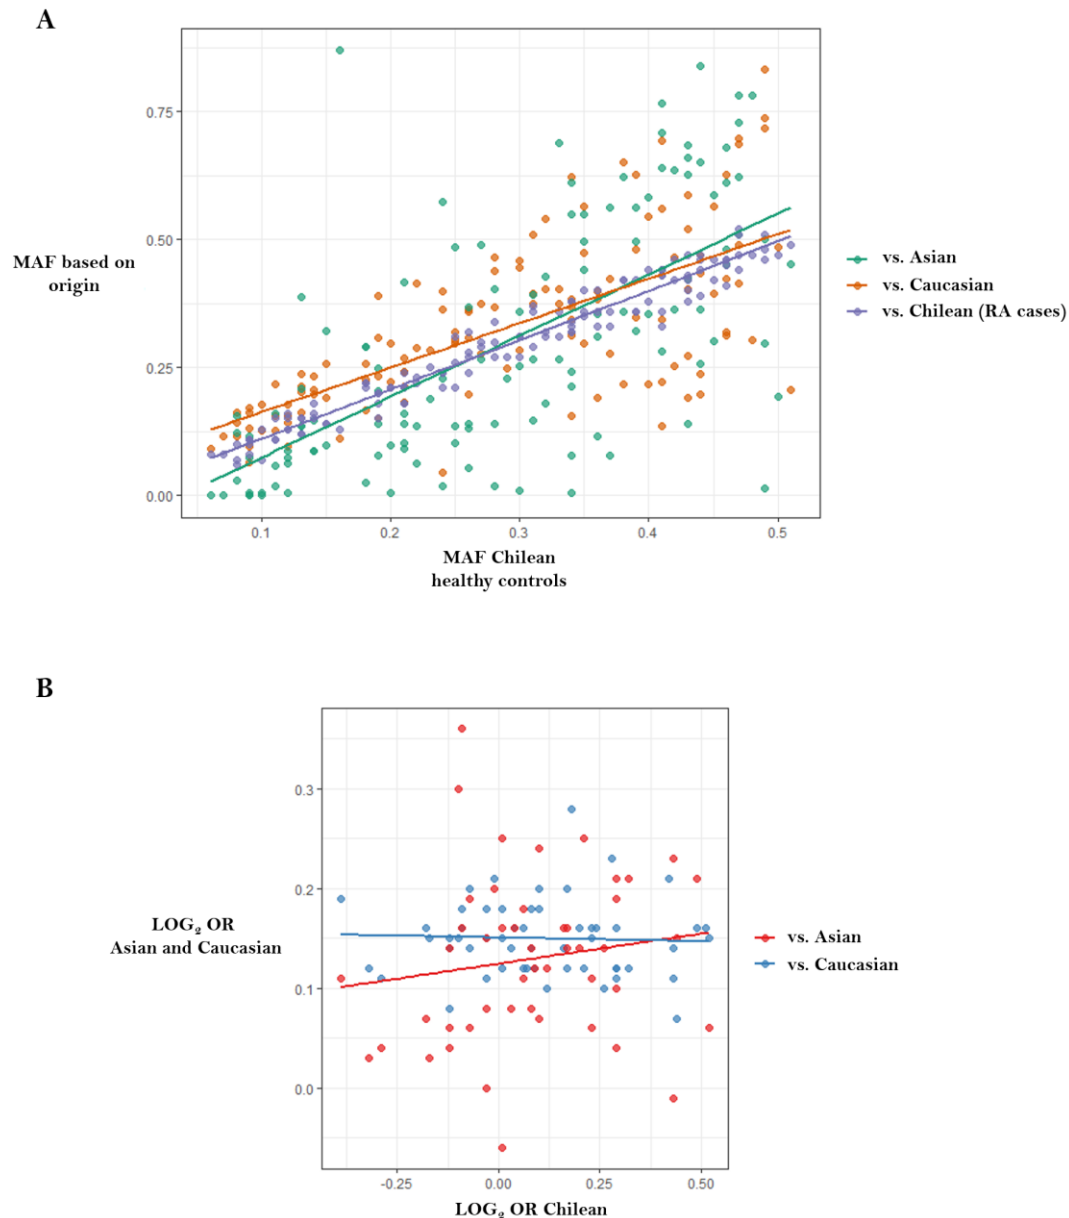 A
0.75
0.50
0.25
0.00
MAF based on
origin
0.1 0.2 0.3 0.4 0.5
MAF Chilean
healthy controls
vs. Asian
vs. Caucasian
vs. Chilean (RA cases)
B
0.3
0.2
0.1
0.0
LOG₂ OR
Asian and Caucasian
-0.25 0.00 0.25 0.50
LOG₂ OR Chilean
vs. Asian
vs. Caucasian